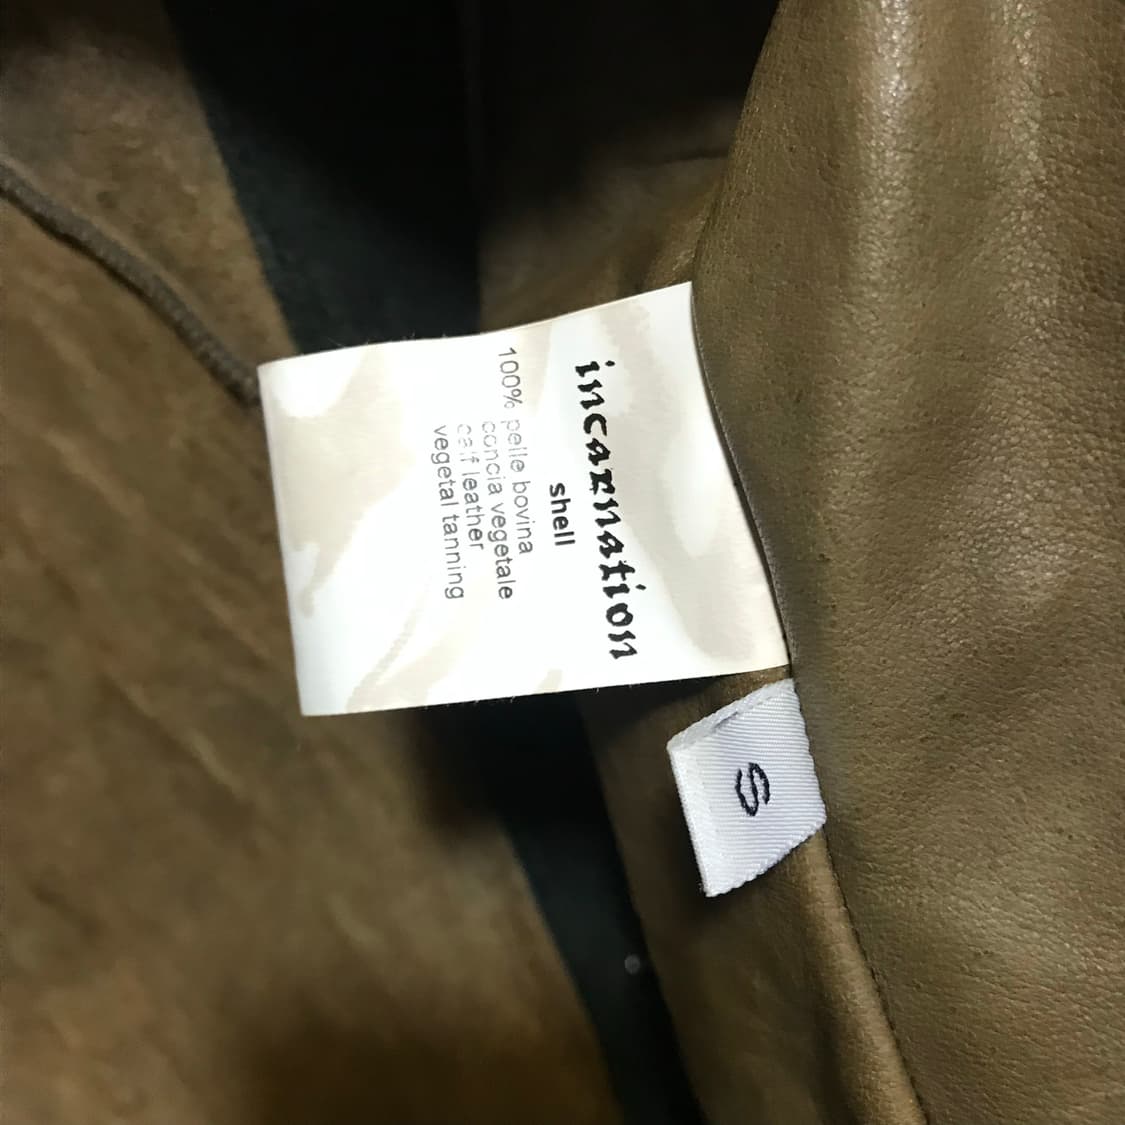 incarnation
shell
100% pelle bovina
concia vegetale
calf leather
vegetal tanning
S